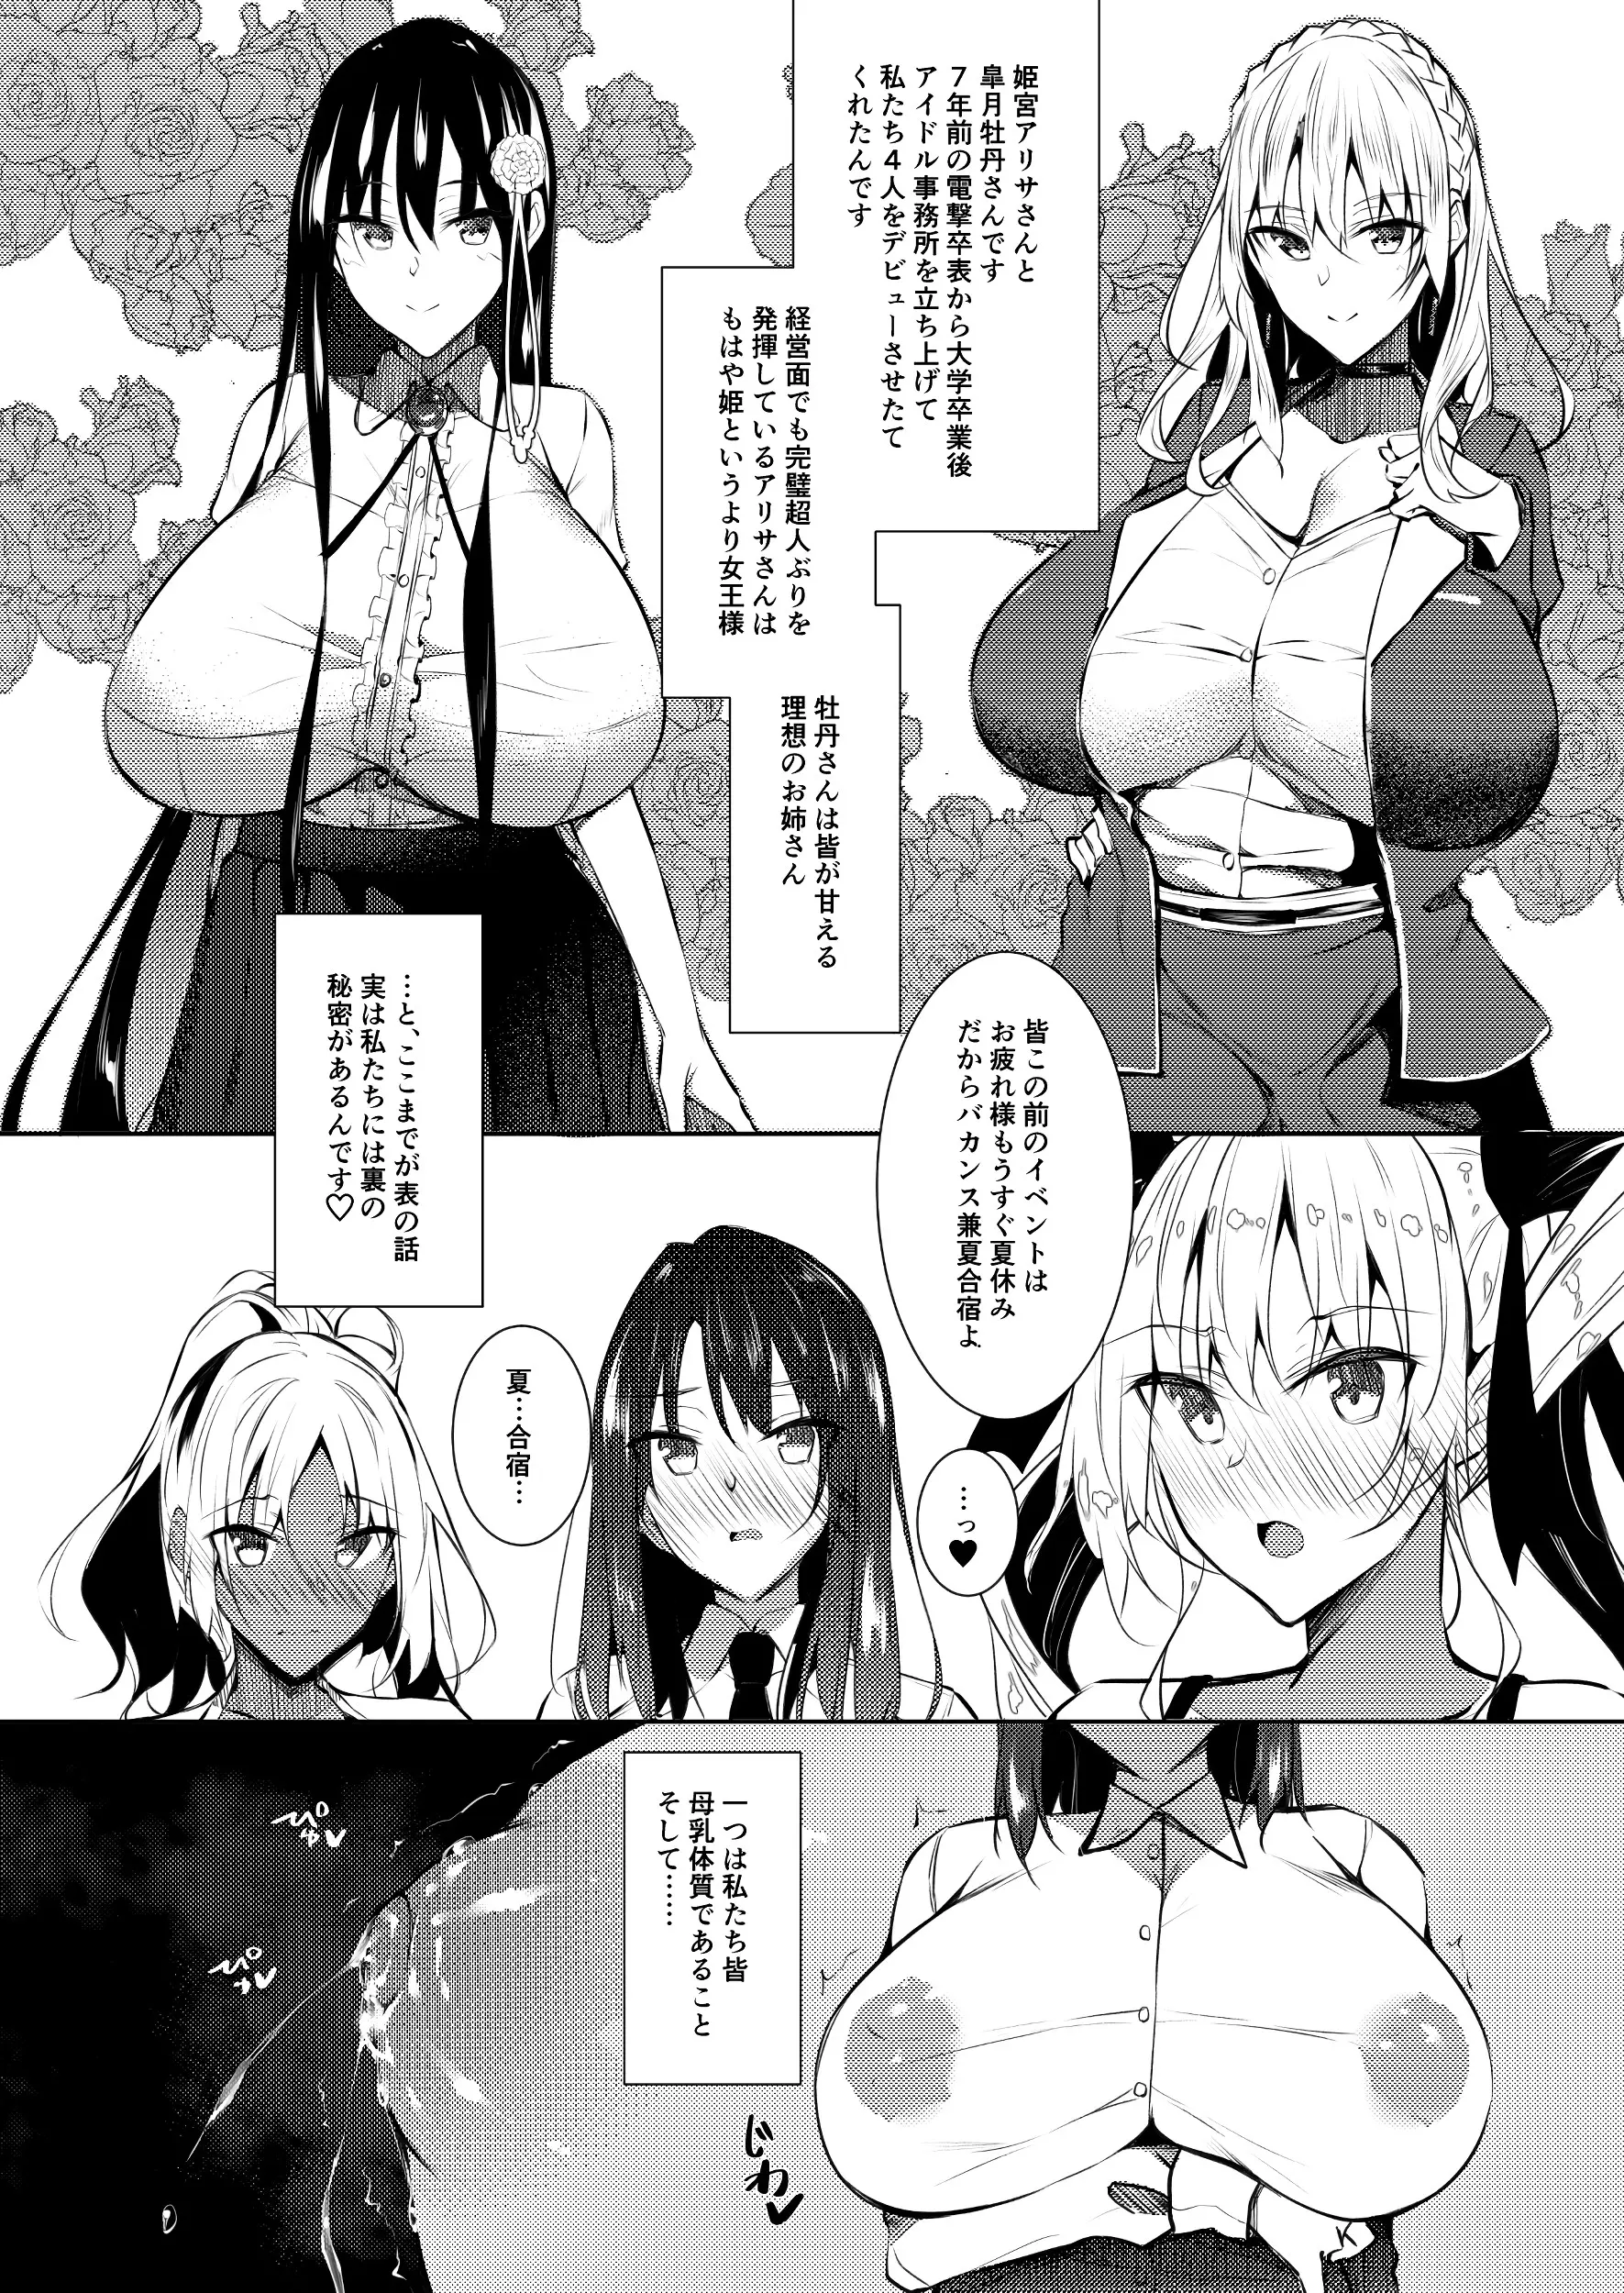 姫宮アリサさんと
皐月牡丹さんです
7年前の電撃卒表から大学卒業後
アイドル事務所を立ち上げて
私たち4人をデビューさせたて
くれたんです
経営面でも完璧超人ぶりを
発揮しているアリサさんは
もはや姫というより女王様
牡丹さんは皆が甘える
理想のお姉さん
皆この前のイベントは
お疲れ様もうすぐ夏休み
だからバカンス兼夏合宿よ
…と、ここまでが表の話
実は私たちには裏の
秘密があるんです♡
…っ♥
夏…合宿…
一つは私たち皆
母乳体質であること
そして……
じわ
ぴゅ
ぴゅ